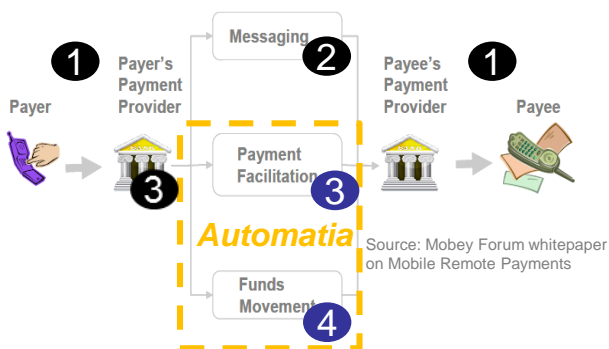 Messaging
2
1
Payer's
Payment
Provider
Payee's
Payment
Provider
1
Payer
Payee
Payment
Facilitation
3
3
Automatia
Source: Mobey Forum whitepaper
on Mobile Remote Payments
Funds
Movement
4